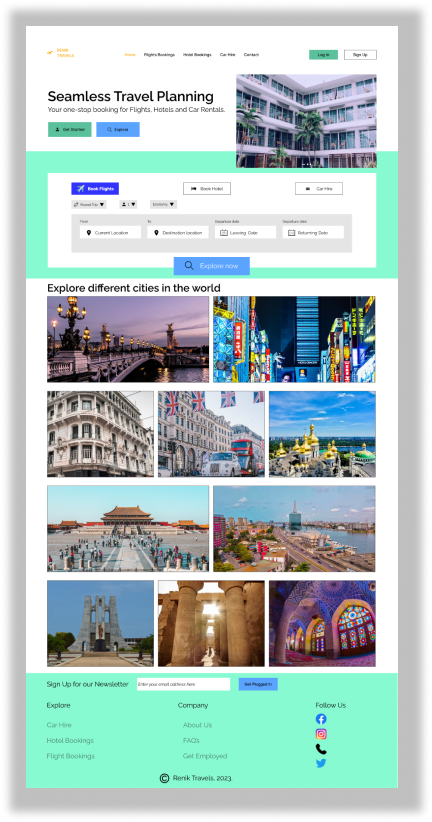 RENIK
TRAVELS
Home Flights Bookings Hotel Bookings Car Hire Contact
Log In Sign Up
Seamless Travel Planning
Your one-stop booking for Flights, Hotels and Car Rentals.
Get Started Explore
Book Flights Book Hotel Car Hire
Round Trip 1 Economy
From To Departure date Departure date
Current Location Destination location Leaving Date Returning Date
Explore now
Explore different cities in the world
Sign Up for our Newsletter Enter your email address here Get Plugged In
Explore Company Follow Us
Car Hire About Us
Hotel Bookings FAQs
Flight Bookings Get Employed
© Renik Travels, 2023.